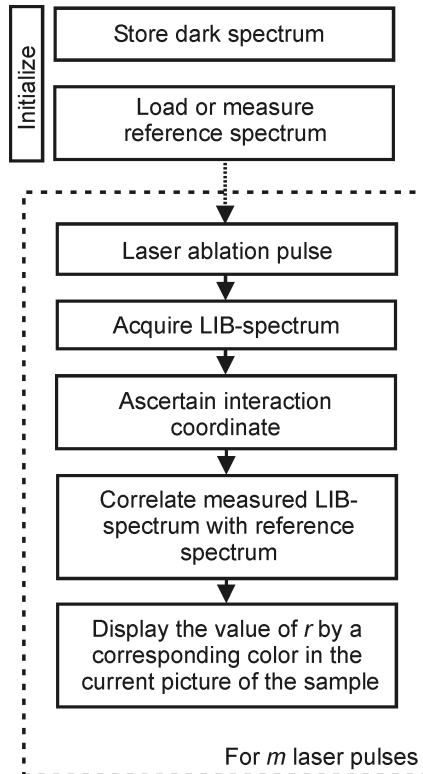 Initialize
Store dark spectrum
Load or measure
reference spectrum
Laser ablation pulse
Acquire LIB-spectrum
Ascertain interaction
coordinate
Correlate measured LIB-
spectrum with reference
spectrum
Display the value of r by a
corresponding color in the
current picture of the sample
For m laser pulses